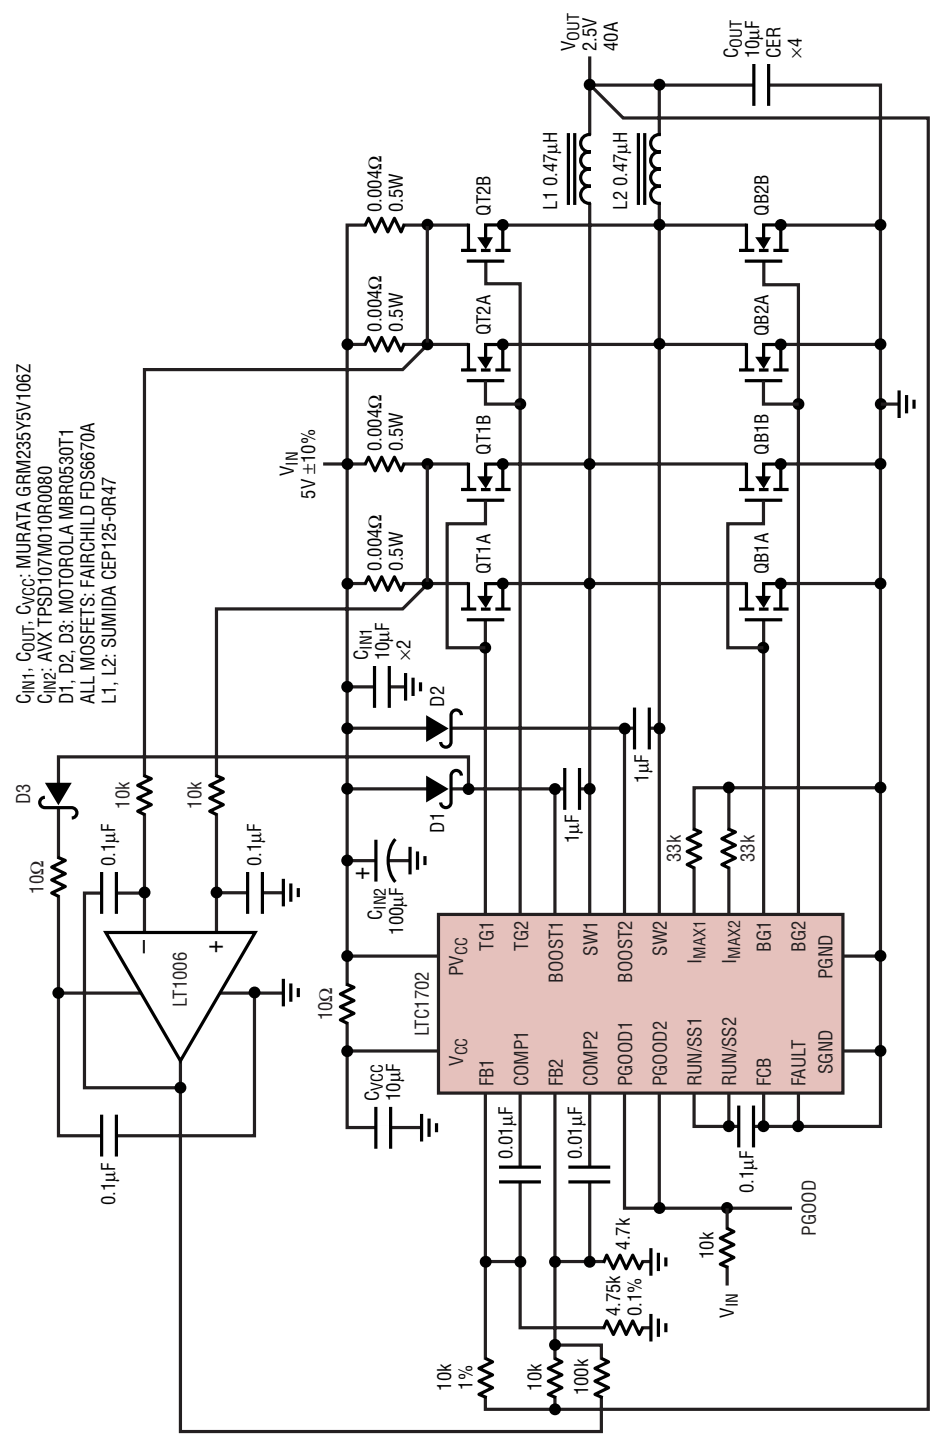 CIN1, COUT, CVCC: MURATA GRM235Y5V106Z
CIN2: AVX TPSD107M010R0080
D1, D2, D3: MOTOROLA MBR0530T1
ALL MOSFETS: FAIRCHILD FDS6670A
L1, L2: SUMIDA CEP125-0R47
D3
10Ω
0.1µF
10k
10k
0.1µF
–
+
LT1006
0.1µF
VIN
5V ±10%
0.004Ω
0.5W
0.004Ω
0.5W
0.004Ω
0.5W
0.004Ω
0.5W
CVCC
10µF
10Ω
+
CIN2
100µF
D1
D2
CIN1
10µF
×2
1µF
1µF
QT1A
QT1B
QT2A
QT2B
QB1A
QB1B
QB2A
QB2B
L1 0.47µH
L2 0.47µH
VOUT
2.5V
40A
COUT
10µF
CER
×4
33k
33k
LTC1702
VCC
PVCC
FB1
TG1
COMP1
TG2
FB2
BOOST1
COMP2
SW1
PGOOD1
BOOST2
PGOOD2
SW2
RUN/SS1
IMAX1
RUN/SS2
IMAX2
FCB
BG1
FAULT
BG2
SGND
PGND
0.01µF
0.01µF
0.1µF
10k
1%
10k
100k
4.75k
0.1%
4.7k
VIN
10k
PGOOD